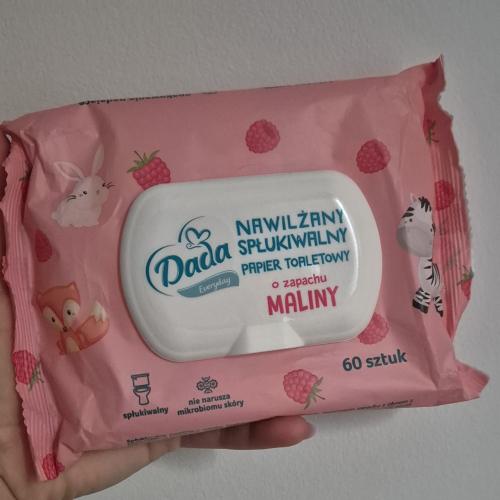 Dada
Everyday
NAWILŻANY
SPŁUKIWALNY
PAPIER TOALETOWY
o zapachu
MALINY
60 sztuk
spłukiwalny
nie narusza
mikrobiomu skóry